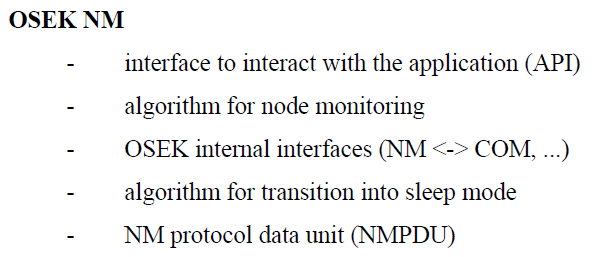 OSEK NM
- interface to interact with the application (API)
- algorithm for node monitoring
- OSEK internal interfaces (NM <-> COM, ...)
- algorithm for transition into sleep mode
- NM protocol data unit (NMPDU)